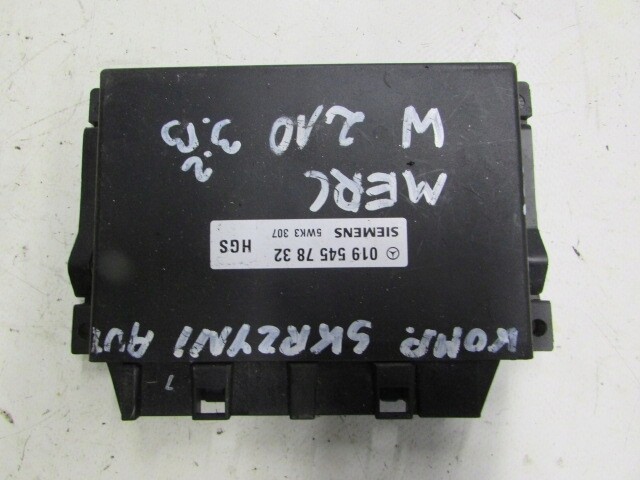 KOMP. SKRZYNI AUT
019 545 78 32
SIEMENS 5WK3 307
HGS
MERC
W 210 3.B
2.